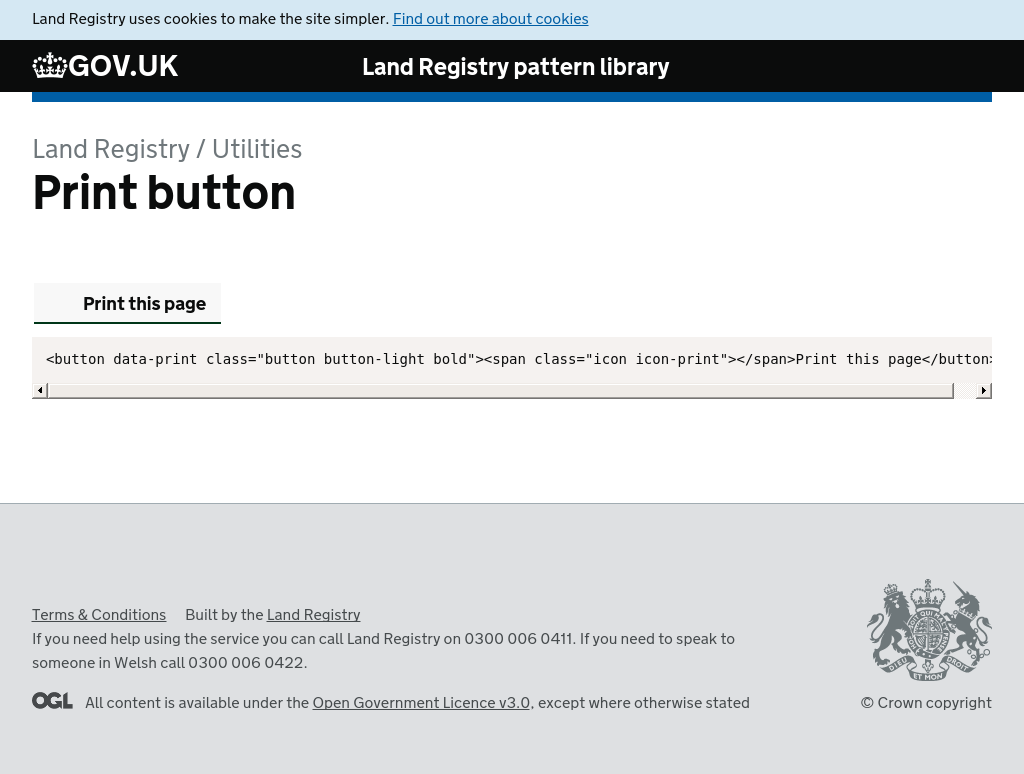 Land Registry uses cookies to make the site simpler. Find out more about cookies
GOV.UK
Land Registry pattern library
Land Registry / Utilities
Print button
Print this page
<button data-print class="button button-light bold"><span class="icon icon-print"></span>Print this page</button>
Terms & Conditions Built by the Land Registry
If you need help using the service you can call Land Registry on 0300 006 0411. If you need to speak to
someone in Welsh call 0300 006 0422.
OGL All content is available under the Open Government Licence v3.0, except where otherwise stated
© Crown copyright